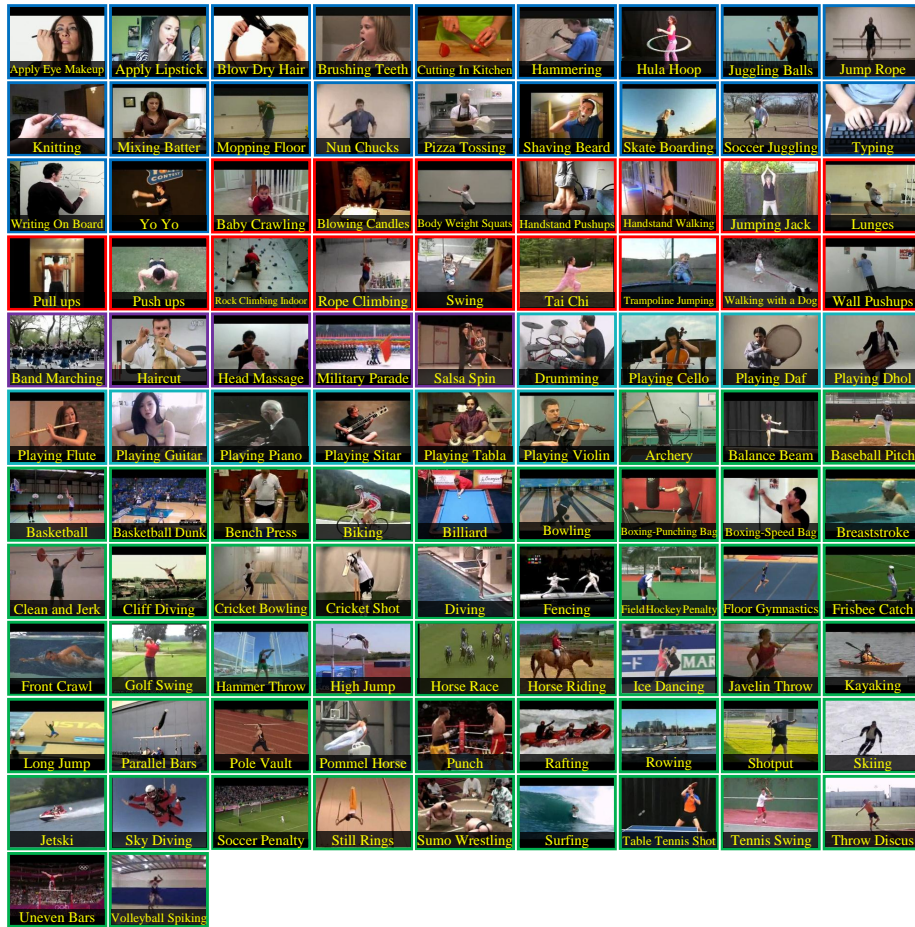 Apply Eye Makeup
Apply Lipstick
Blow Dry Hair
Brushing Teeth
Cutting In Kitchen
Hammering
Hula Hoop
Juggling Balls
Jump Rope
Knitting
Mixing Batter
Mopping Floor
Nun Chucks
Pizza Tossing
Shaving Beard
Skate Boarding
Soccer Juggling
Typing
Writing On Board
Yo Yo
Baby Crawling
Blowing Candles
Body Weight Squats
Handstand Pushups
Handstand Walking
Jumping Jack
Lunges
Pull ups
Push ups
Rock Climbing Indoor
Rope Climbing
Swing
Tai Chi
Trampoline Jumping
Walking with a Dog
Wall Pushups
Band Marching
Haircut
Head Massage
Military Parade
Salsa Spin
Drumming
Playing Cello
Playing Daf
Playing Dhol
Playing Flute
Playing Guitar
Playing Piano
Playing Sitar
Playing Tabla
Playing Violin
Archery
Balance Beam
Baseball Pitch
Basketball
Basketball Dunk
Bench Press
Biking
Billiard
Bowling
Boxing-Punching Bag
Boxing-Speed Bag
Breaststroke
Clean and Jerk
Cliff Diving
Cricket Bowling
Cricket Shot
Diving
Fencing
Field Hockey Penalty
Floor Gymnastics
Frisbee Catch
Front Crawl
Golf Swing
Hammer Throw
High Jump
Horse Race
Horse Riding
Ice Dancing
Javelin Throw
Kayaking
Long Jump
Parallel Bars
Pole Vault
Pommel Horse
Punch
Rafting
Rowing
Shotput
Skiing
Jetski
Sky Diving
Soccer Penalty
Still Rings
Sumo Wrestling
Surfing
Table Tennis Shot
Tennis Swing
Throw Discus
Uneven Bars
Volleyball Spiking